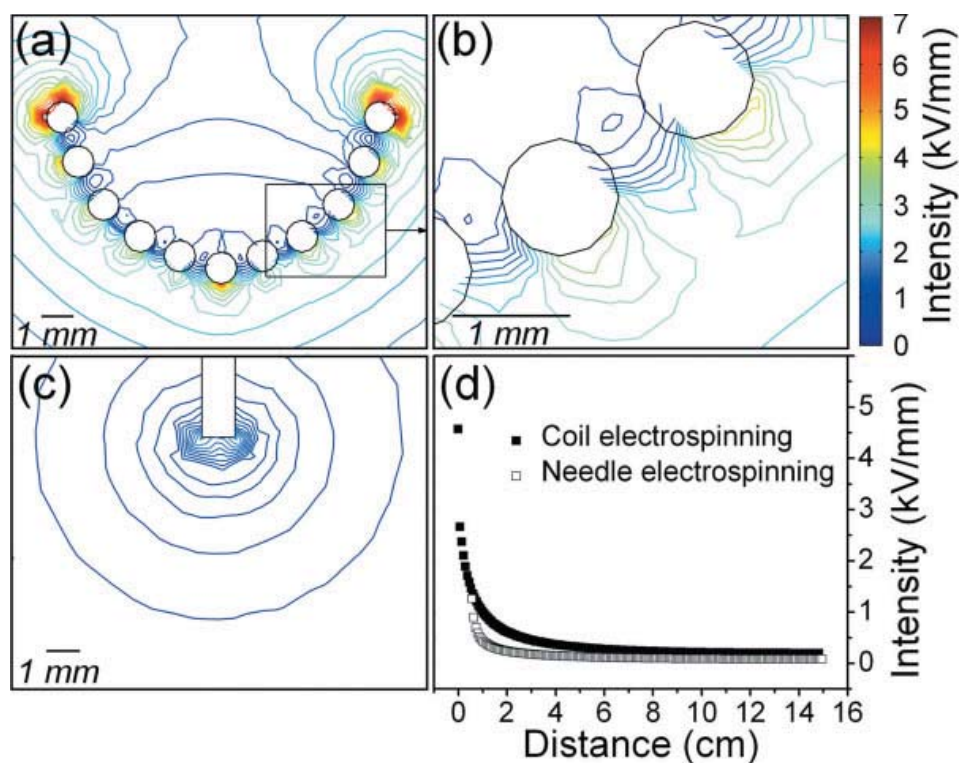 (a)
1 mm
(b)
1 mm
7
6
5
4
3
2
1
0
Intensity (kV/mm)
(c)
1 mm
(d)
Coil electrospinning
Needle electrospinning
5
4
3
2
1
0
Intensity (kV/mm)
0 2 4 6 8 10 12 14 16
Distance (cm)